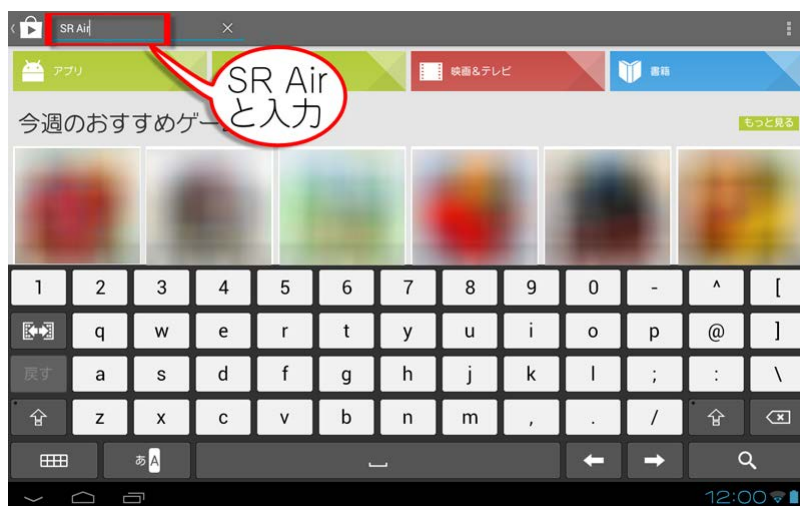 SR Air
アプリ
映画&テレビ
書籍
SR Air
と入力
今週のおすすめゲー
もっと見る
1 2 3 4 5 6 7 8 9 0 - ^ [
q w e r t y u i o p @ ]
戻す a s d f g h j k l ; : \
z x c v b n m , . /
あ A
12:00